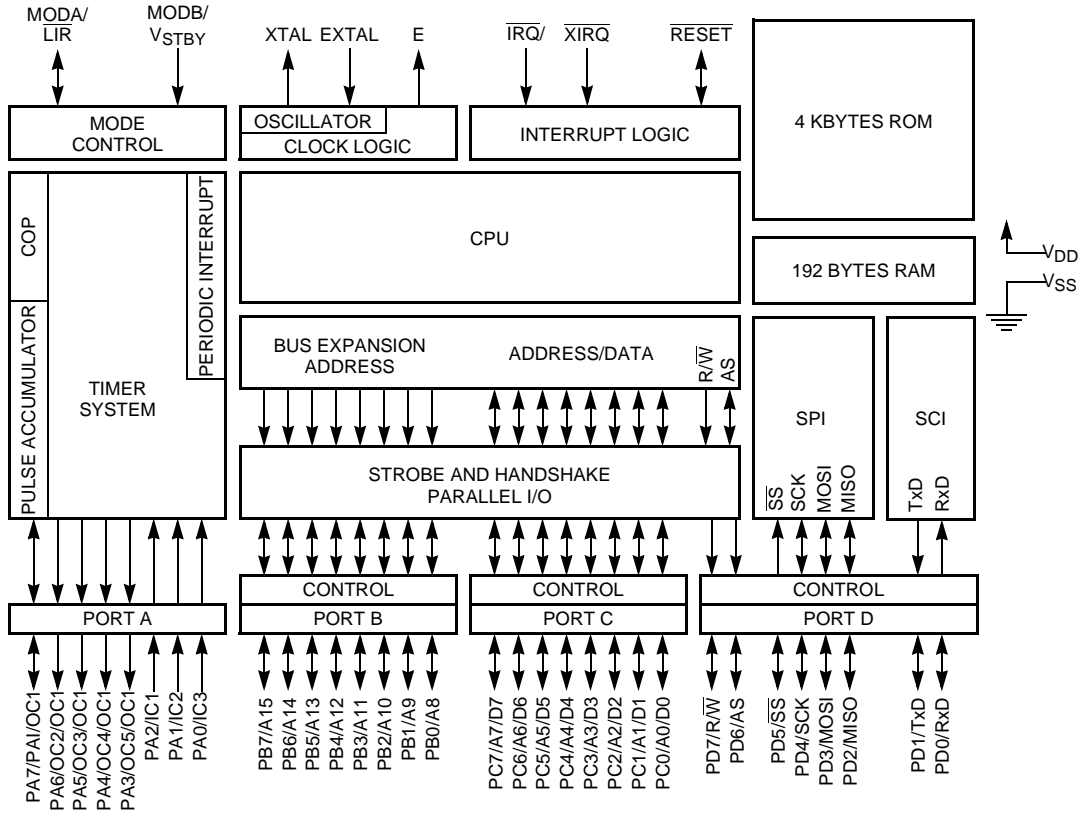 MODA/
LIR
MODB/
VSTBY
XTAL EXTAL E
IRQ/ XIRQ
RESET
MODE
CONTROL
OSCILLATOR
CLOCK LOGIC
INTERRUPT LOGIC
4 KBYTES ROM
COP
PERIODIC INTERRUPT
PULSE ACCUMULATOR
TIMER
SYSTEM
CPU
192 BYTES RAM
VDD
VSS
BUS EXPANSION
ADDRESS
ADDRESS/DATA
R/W
AS
STROBE AND HANDSHAKE
PARALLEL I/O
SPI
SS
SCK
MOSI
MISO
SCI
TxD
RxD
PORT A
CONTROL
PORT B
CONTROL
PORT C
CONTROL
PORT D
PA7/PAI/OC1
PA6/OC2/OC1
PA5/OC3/OC1
PA4/OC4/OC1
PA3/OC5/OC1
PA2/IC1
PA1/IC2
PA0/IC3
PB7/A15
PB6/A14
PB5/A13
PB4/A12
PB3/A11
PB2/A10
PB1/A9
PB0/A8
PC7/A7/D7
PC6/A6/D6
PC5/A5/D5
PC4/A4/D4
PC3/A3/D3
PC2/A2/D2
PC1/A1/D1
PC0/A0/D0
PD7/R/W
PD6/AS
PD5/SS
PD4/SCK
PD3/MOSI
PD2/MISO
PD1/TxD
PD0/RxD